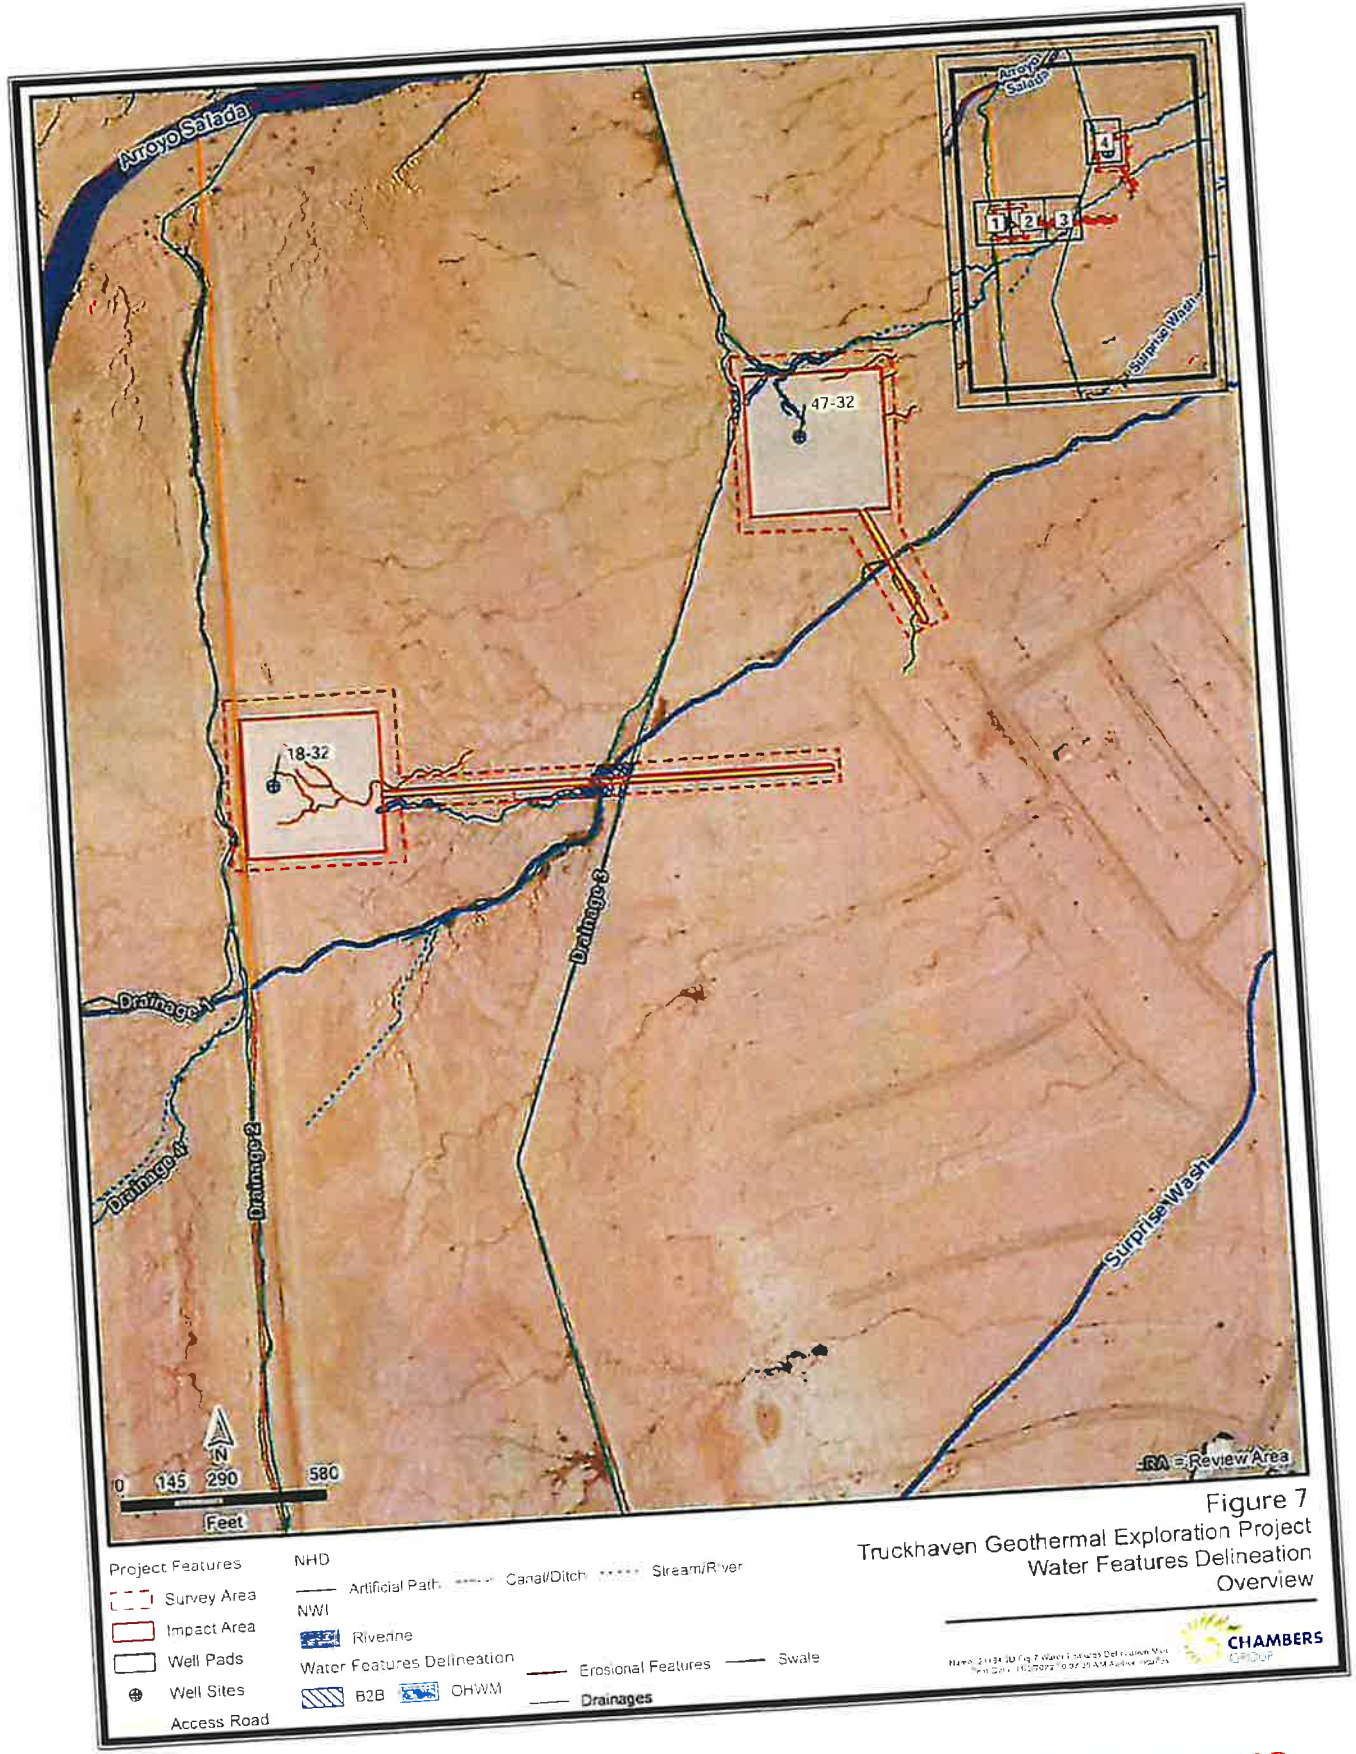 Arroyo Salada
Arroyo
Salada
4
1
2
3
Surprise Wash
47-32
18-32
Drainage 3
Drainage 1
Drainage 4
Drainage 2
Surprise Wash
N
0 145 290 580
Feet
RA = Review Area
Figure 7
Truckhaven Geothermal Exploration Project
Water Features Delineation
Overview
Project Features
Survey Area
Impact Area
Well Pads
Well Sites
Access Road
NHD
Artificial Path Canal/Ditch Stream/River
NWI
Riverine
Water Features Delineation
B2B OHWM
Erosional Features Swale
Drainages
CHAMBERS
GROUP